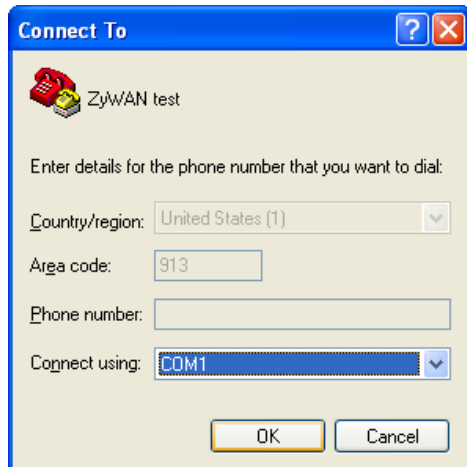 Connect To
ZyWAN test
Enter details for the phone number that you want to dial:
Country/region: United States (1)
Area code: 913
Phone number:
Connect using: COM1
OK Cancel